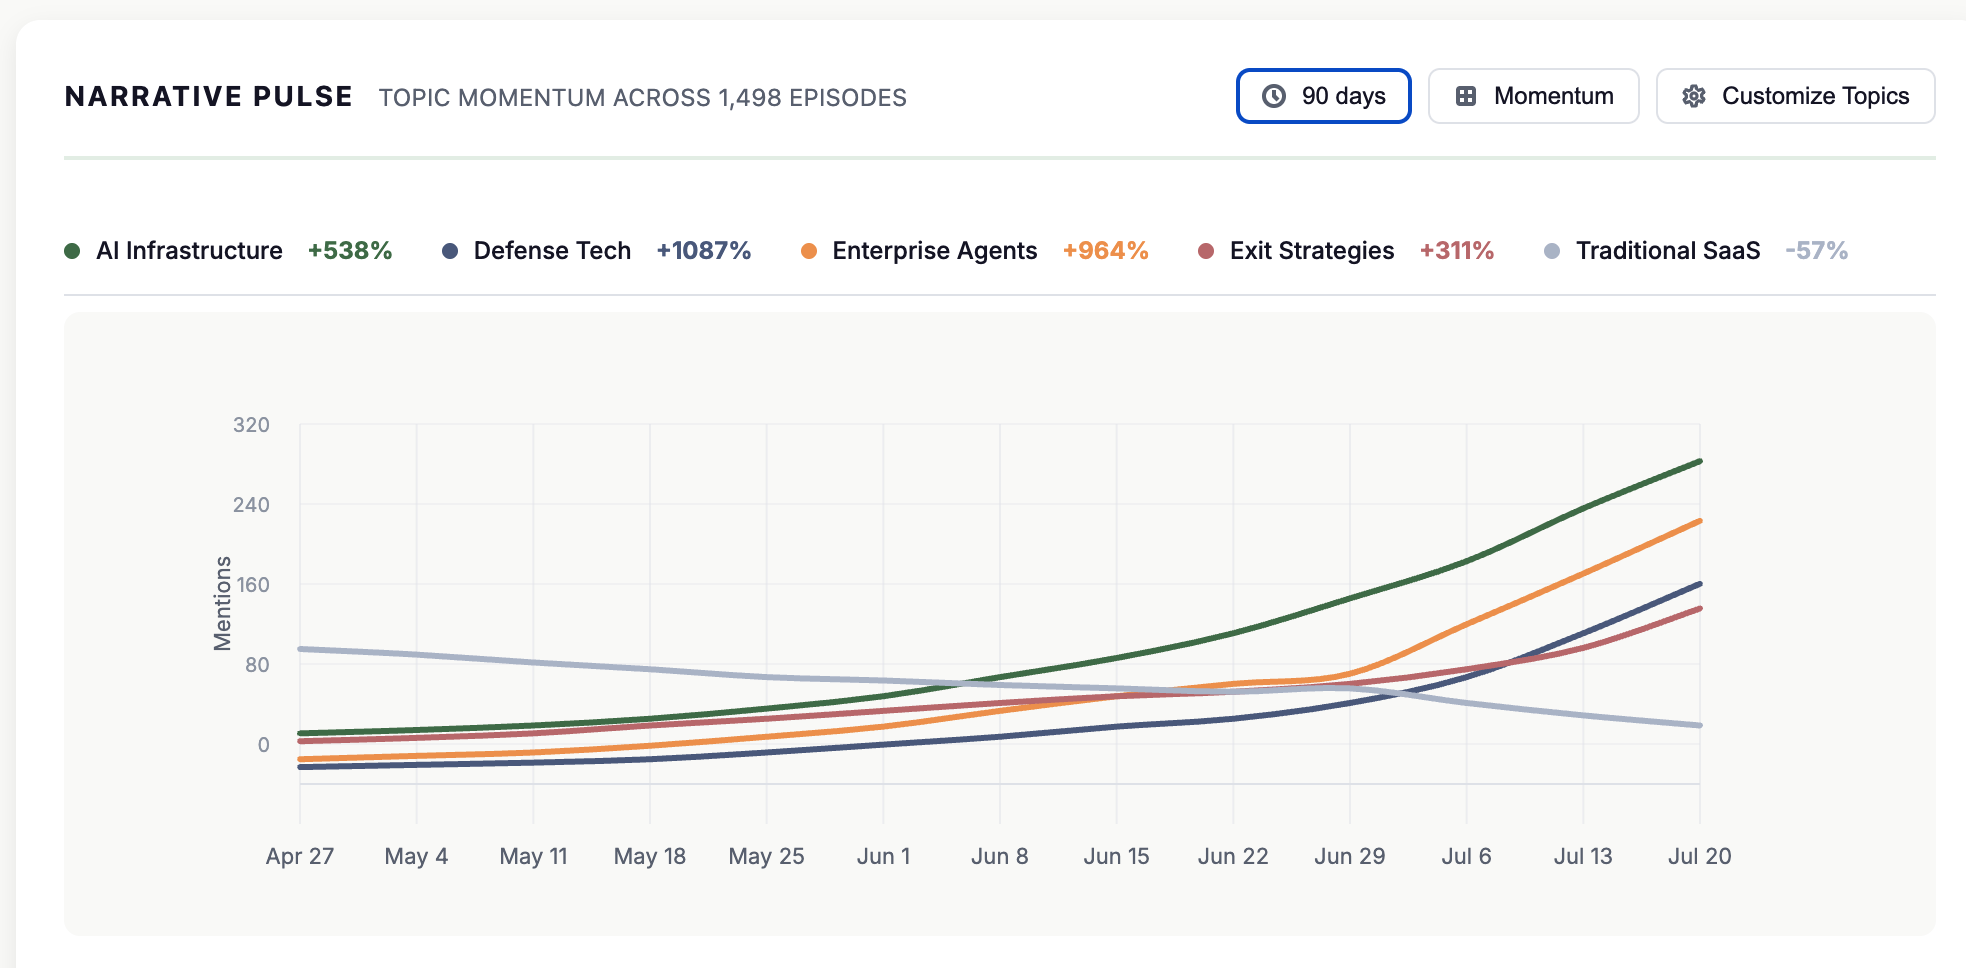 NARRATIVE PULSE TOPIC MOMENTUM ACROSS 1,498 EPISODES 90 days Momentum Customize Topics
AI Infrastructure +538% Defense Tech +1087% Enterprise Agents +964% Exit Strategies +311% Traditional SaaS -57%
Mentions
320
240
160
80
0
Apr 27 May 4 May 11 May 18 May 25 Jun 1 Jun 8 Jun 15 Jun 22 Jun 29 Jul 6 Jul 13 Jul 20